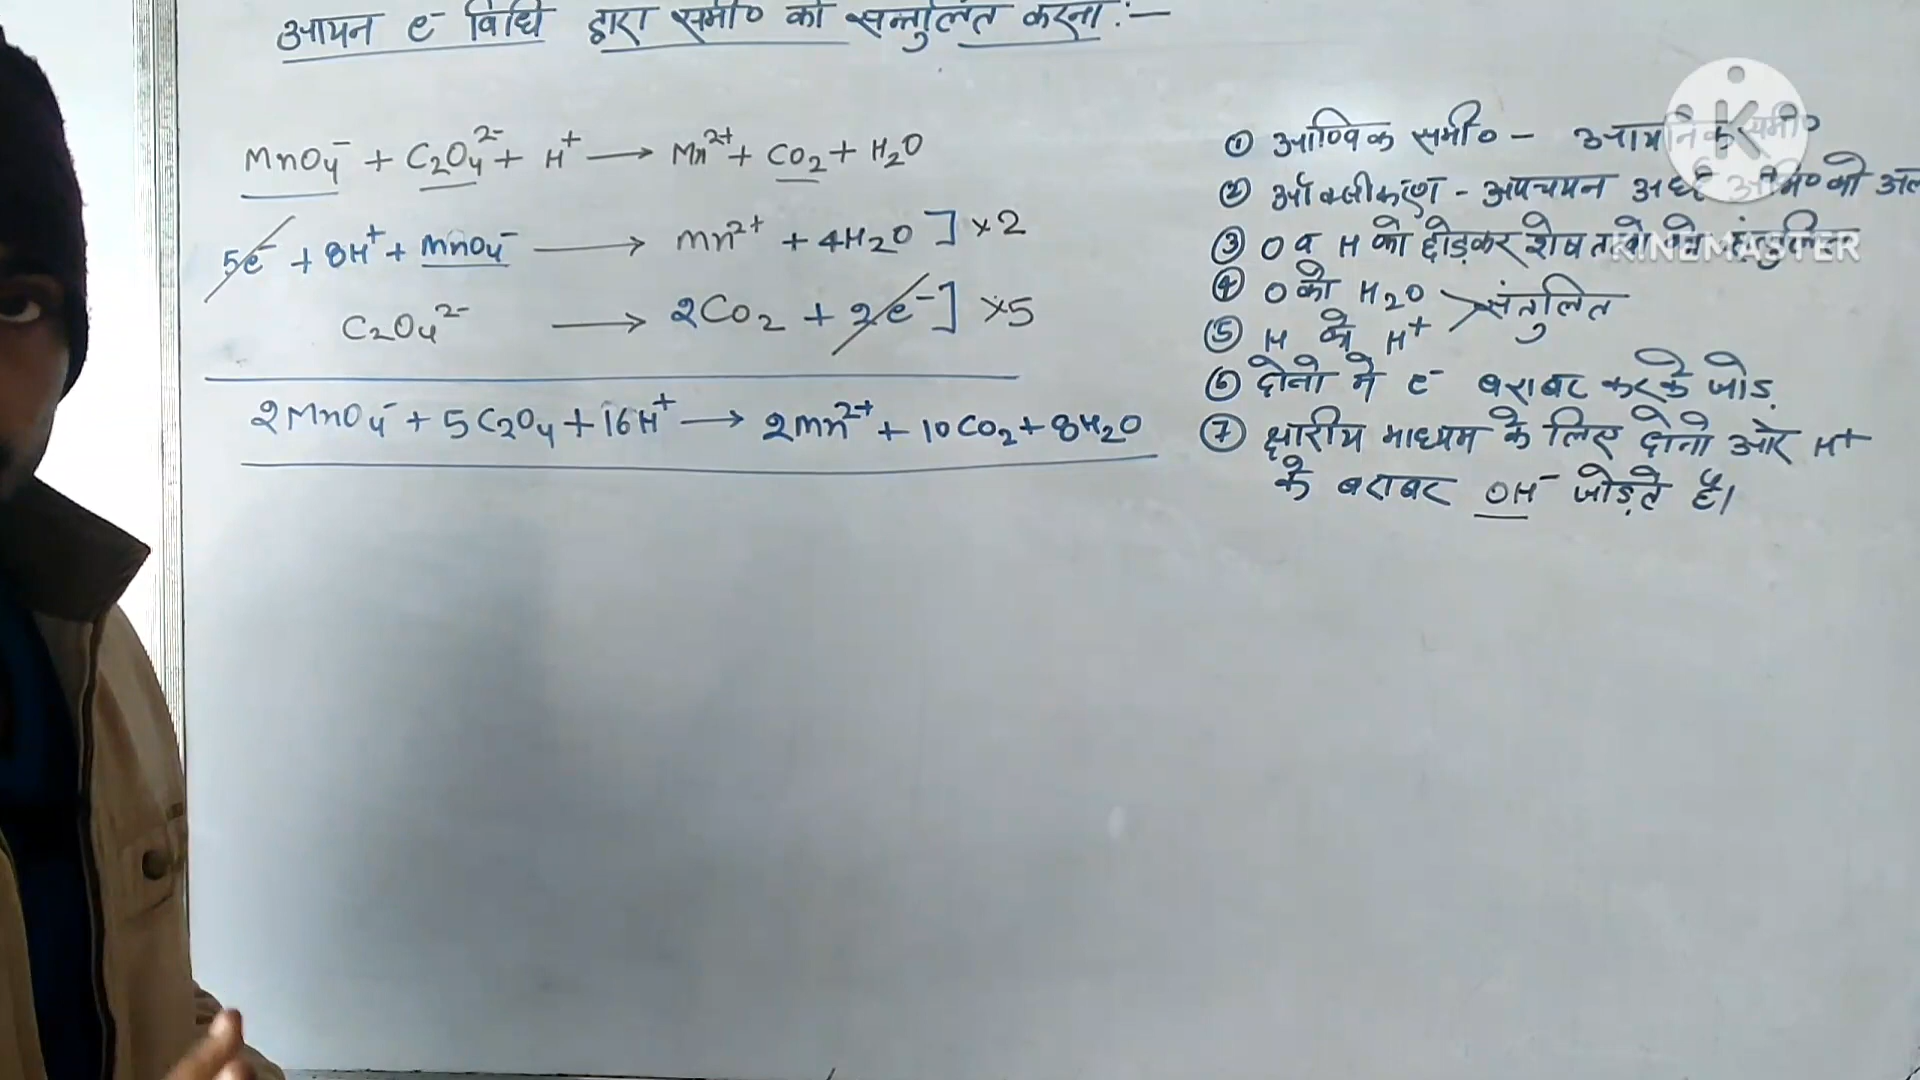 आयन e⁻ विधि द्वारा समी० को सन्तुलित करना :—
MnO₄⁻ + C₂O₄²⁻ + H⁺ ⟶ Mn²⁺ + CO₂ + H₂O
5e⁻ + 8H⁺ + MnO₄⁻ ⟶ Mn²⁺ + 4H₂O ] ×2
C₂O₄²⁻ ⟶ 2CO₂ + 2e⁻ ] ×5
2MnO₄⁻ + 5C₂O₄ + 16H⁺ ⟶ 2Mn²⁺ + 10CO₂ + 8H₂O
① आण्विक समी० – आयनिक समी०
② ऑक्सीकरण - अपचयन अर्ध को
③ O व H को छोड़कर शेष
④ O को H₂O
संतुलित
⑤ H को H⁺
⑥ दोनो मे e⁻ बराबर करके जोड़
⑦ क्षारीय माध्यम के लिए दोनो ओर H⁺
के बराबर OH⁻ जोड़ते है।
K
KINEMASTER